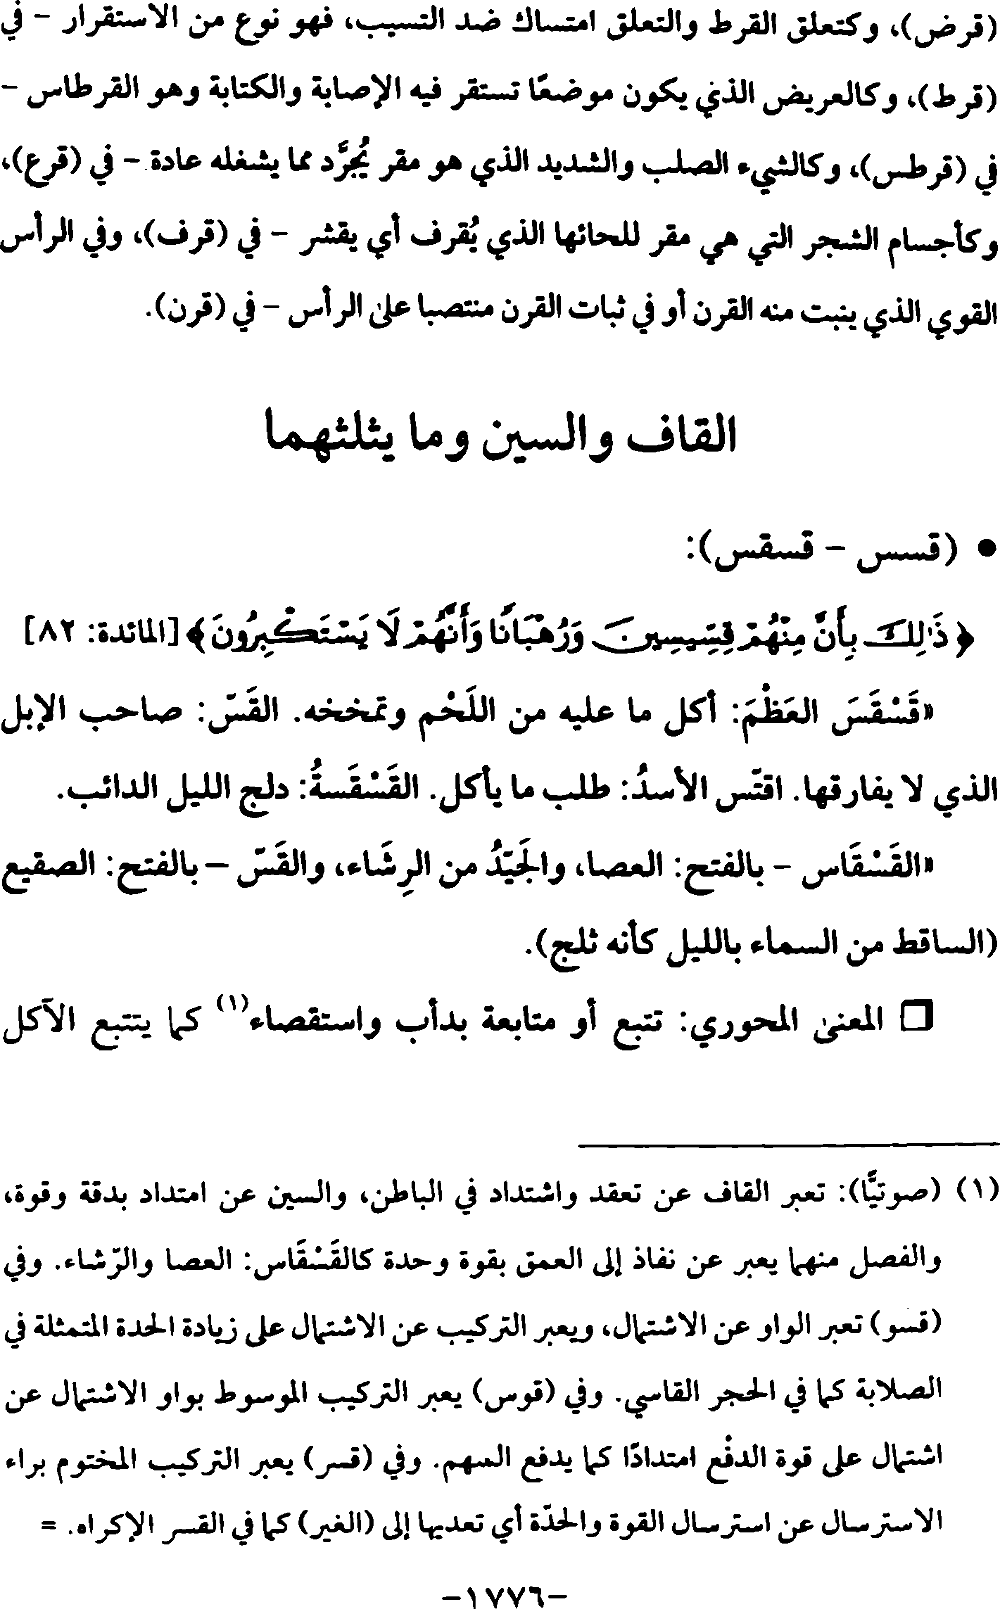 (قرض)، وكتعلق القرط والتعلق امتساك ضد التسيب، فهو نوع من الاستقرار - في
(قرط)، وكالعريض الذي يكون موضعًا تستقر فيه الإصابة والكتابة وهو القرطاس -
في (قرطس)، وكالشيء الصلب والشديد الذي هو مقر يُجرَّد مما يشغله عادة - في (قرع)،
وكأجسام الشجر التي هي مقر للحائها الذي يُقرف أي يقشر - في (قرف)، وفي الرأس
القوي الذي ينبت منه القرن أو في ثبات القرن منتصبا على الرأس - في (قرن).
القاف والسين وما يثلثهما
• (قسس - قسقس):
﴿ذَٰلِكَ بِأَنَّ مِنْهُمْ قِسِّيسِينَ وَرُهْبَانًا وَأَنَّهُمْ لَا يَسْتَكْبِرُونَ﴾ [المائدة: ٨٢]
«قَسْقَسَ العَظْمَ: أكل ما عليه من اللَحْم وتمخخه. القَسّ: صاحب الإبل
الذي لا يفارقها. اقتّس الأسدُ: طلب ما يأكل. القَسْقَسةُ: دلج الليل الدائب.
«القَسْقَاس - بالفتح: العصا، والجَيّدُ من الرِشَاء، والقَسّ – بالفتح: الصقيع
(الساقط من السماء بالليل كأنه ثلج).
□ المعنى المحوري: تتبع أو متابعة بدأب واستقصاء(١) كما يتتبع الآكل
(١) (صوتيًّا): تعبر القاف عن تعقد واشتداد في الباطن، والسين عن امتداد بدقة وقوة،
والفصل منهما يعبر عن نفاذ إلى العمق بقوة وحدة كالقَسْقَاس: العصا والرّشاء. وفي
(قسو) تعبر الواو عن الاشتمال، ويعبر التركيب عن الاشتمال على زيادة الحدة المتمثلة في
الصلابة كما في الحجر القاسي. وفي (قوس) يعبر التركيب الموسوط بواو الاشتمال عن
اشتمال على قوة الدفْع امتدادًا كما يدفع السهم. وفي (قسر) يعبر التركيب المختوم براء
الاسترسال عن استرسال القوة والحدّة أي تعديها إلى (الغير) كما في القسر الإكراه. =
-١٧٧٦-